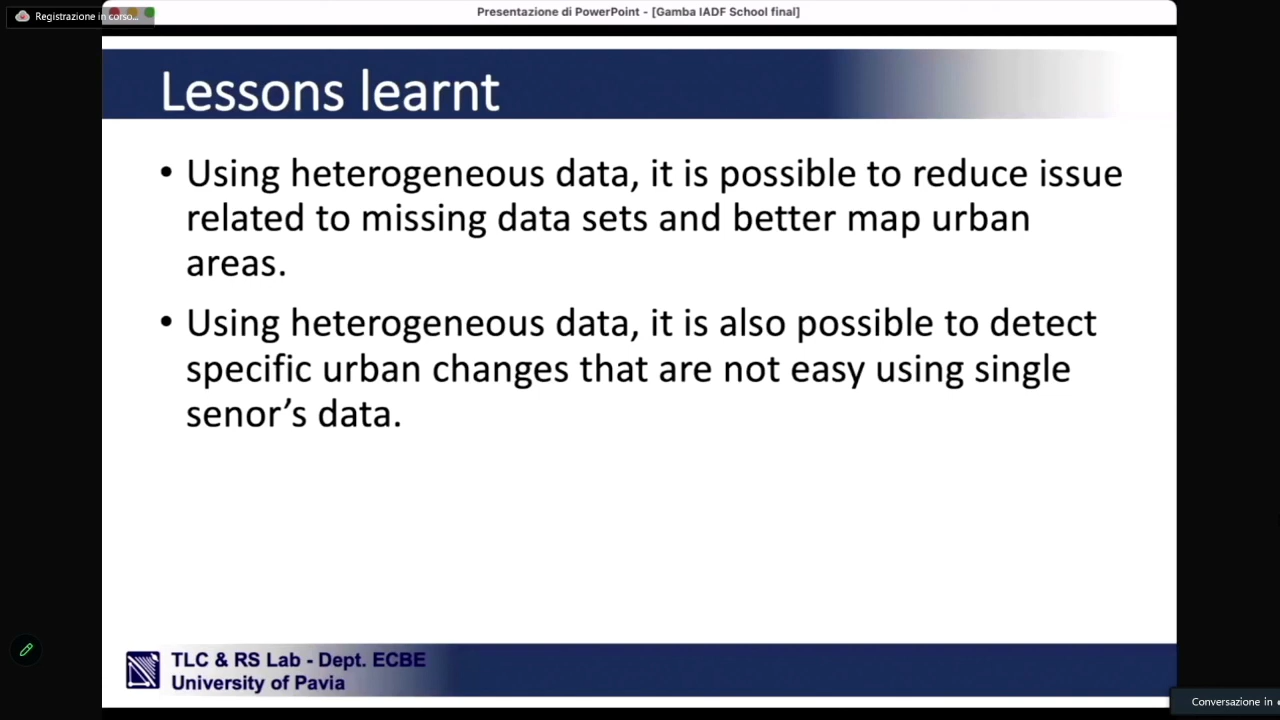 Registrazione in corso...
Presentazione di PowerPoint - [Gamba IADF School final]
Lessons learnt
• Using heterogeneous data, it is possible to reduce issue
related to missing data sets and better map urban
areas.
• Using heterogeneous data, it is also possible to detect
specific urban changes that are not easy using single
senor’s data.
TLC & RS Lab - Dept. ECBE
University of Pavia
Conversazione in